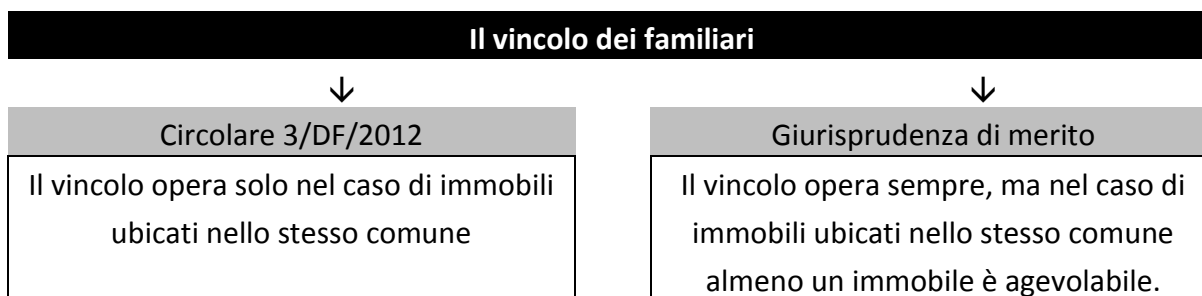 Il vincolo dei familiari
↓ ↓
Circolare 3/DF/2012
Il vincolo opera solo nel caso di immobili
ubicati nello stesso comune
Giurisprudenza di merito
Il vincolo opera sempre, ma nel caso di
immobili ubicati nello stesso comune
almeno un immobile è agevolabile.